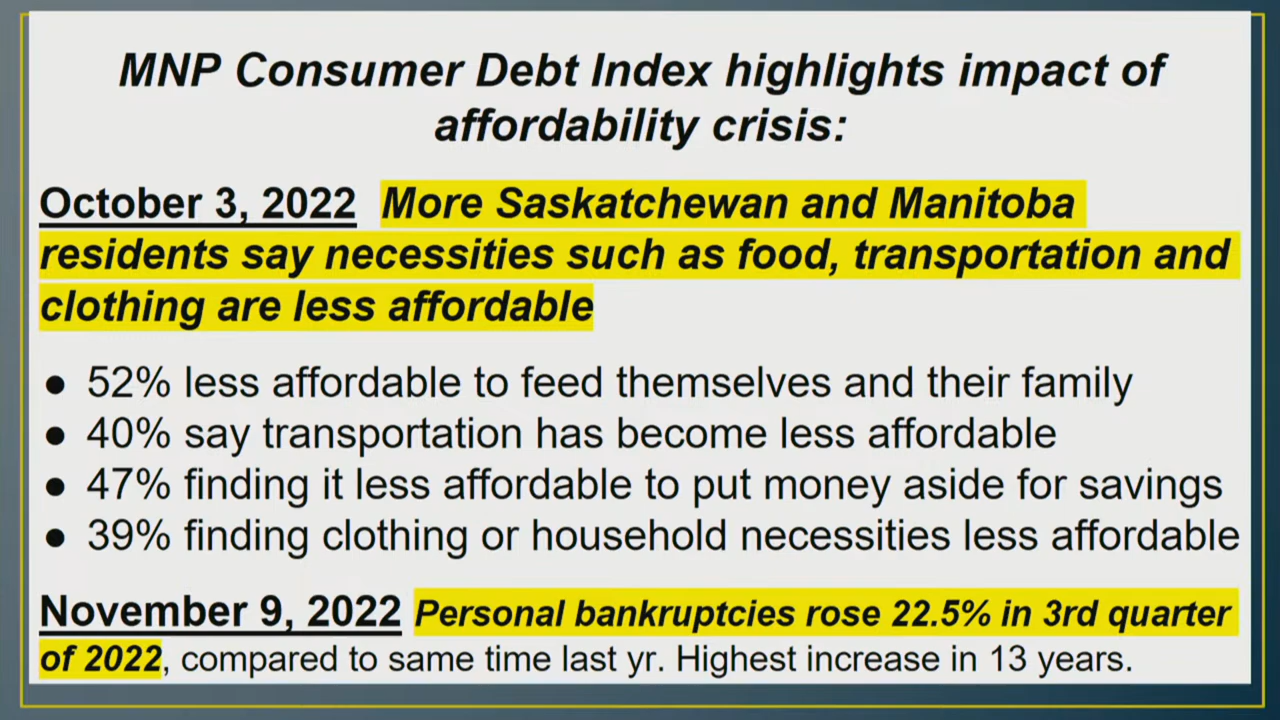 MNP Consumer Debt Index highlights impact of
affordability crisis:
October 3, 2022 More Saskatchewan and Manitoba
residents say necessities such as food, transportation and
clothing are less affordable
● 52% less affordable to feed themselves and their family
● 40% say transportation has become less affordable
● 47% finding it less affordable to put money aside for savings
● 39% finding clothing or household necessities less affordable
November 9, 2022 Personal bankruptcies rose 22.5% in 3rd quarter
of 2022, compared to same time last yr. Highest increase in 13 years.